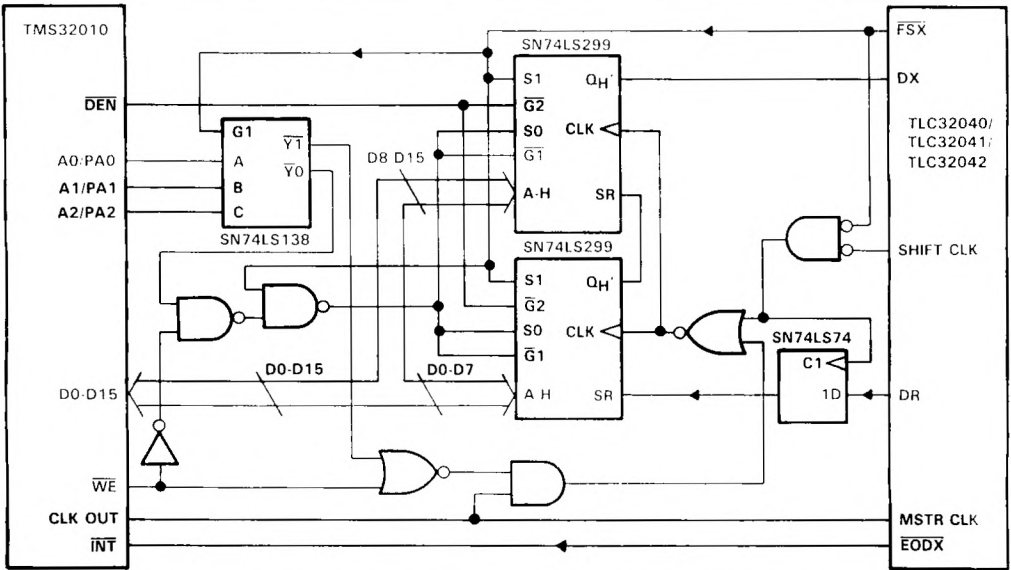 TMS32010
DEN
A0/PA0
A1/PA1
A2/PA2
D0-D15
WE
CLK OUT
INT
G1
A
B
C
Y1
Y0
SN74LS138
D8-D15
D0-D15
D0-D7
SN74LS299
S1
G2
S0
G1
A-H
QH'
CLK
SR
SN74LS299
S1
G2
S0
G1
A-H
QH'
CLK
SR
SN74LS74
C1
1D
FSX
DX
TLC32040/
TLC32041/
TLC32042
SHIFT CLK
DR
MSTR CLK
EODX